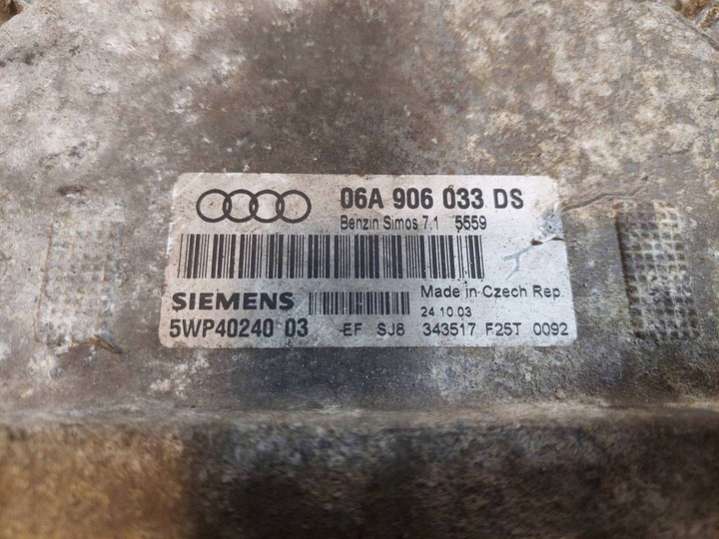 06A 906 033 DS
Benzin Simos 7.1 5559
SIEMENS
Made in Czech Rep.
24.10.03
5WP40240 03 EF SJ6 343517 F25T 0092